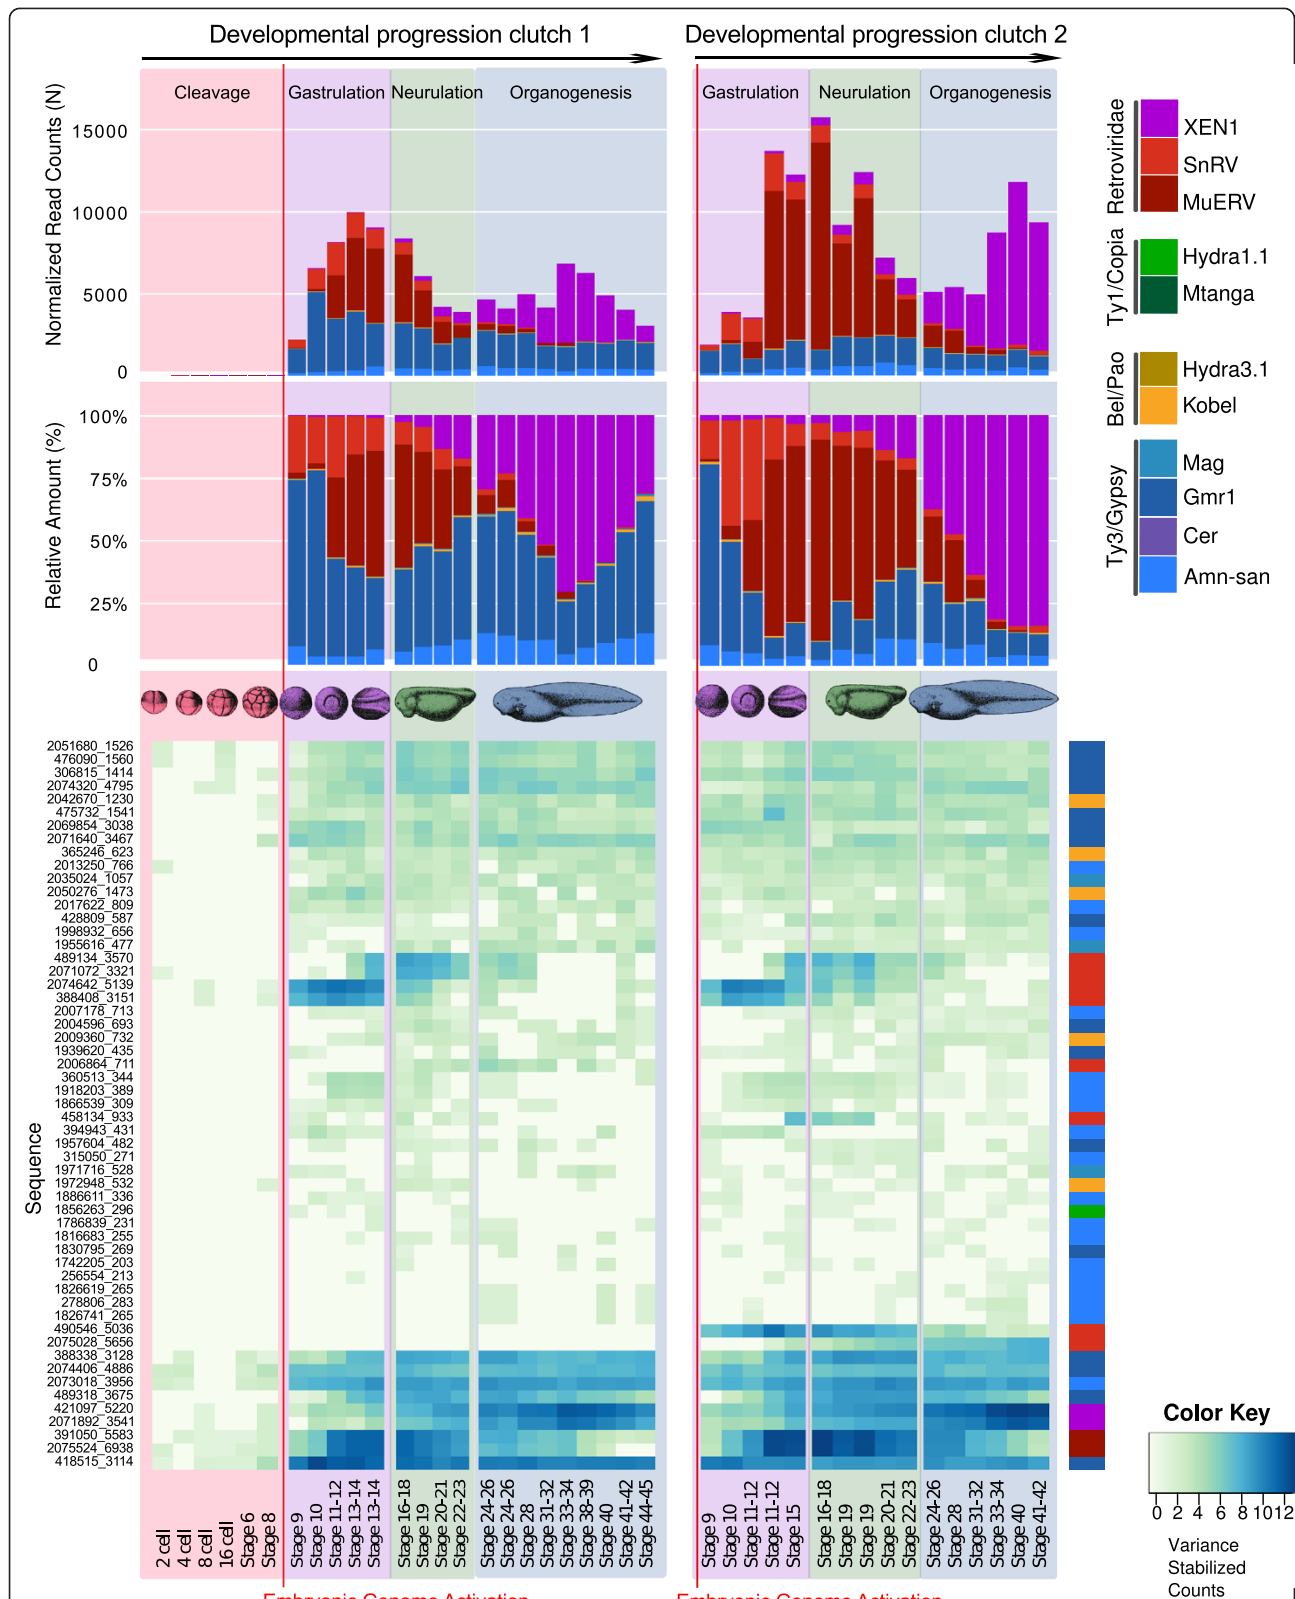 Developmental progression clutch 1
Developmental progression clutch 2
Normalized Read Counts (N)
15000
10000
5000
0
Cleavage
Gastrulation
Neurulation
Organogenesis
Gastrulation
Neurulation
Organogenesis
Retroviridae
XEN1
SnRV
MuERV
Ty1/Copia
Hydra1.1
Mtanga
Bel/Pao
Hydra3.1
Kobel
Ty3/Gypsy
Mag
Gmr1
Cer
Amn-san
Relative Amount (%)
100%
75%
50%
25%
0
Sequence
2051680_1526
476090_1560
306815_1414
2074320_4795
2042670_1230
475732_1541
2069854_3038
2071640_3467
365246_623
2013250_766
2035024_1057
2050276_1473
2017622_809
428809_587
1998932_656
1955616_477
489134_3570
2071072_3321
2074642_5139
388408_3151
2007178_713
2004596_693
2009360_732
1939620_435
2006864_711
360513_344
1918203_389
1866539_309
458134_933
394943_431
1957604_482
315050_271
1971716_528
1972948_532
1886611_336
1856263_296
1786839_231
1816683_255
1830795_269
1742205_203
256554_213
1826619_265
278806_283
1826741_265
490546_5036
2075028_5656
388338_3128
2074406_4886
2073018_3956
489318_3675
421097_5220
2071892_3541
391050_5583
2075524_6938
418515_3114
2 cell
4 cell
8 cell
16 cell
Stage 6
Stage 8
Stage 9
Stage 10
Stage 11-12
Stage 13-14
Stage 13-14
Stage 16-18
Stage 19
Stage 20-21
Stage 22-23
Stage 24-26
Stage 24-26
Stage 28
Stage 31-32
Stage 33-34
Stage 38-39
Stage 40
Stage 41-42
Stage 44-45
Stage 9
Stage 10
Stage 11-12
Stage 11-12
Stage 15
Stage 16-18
Stage 19
Stage 19
Stage 20-21
Stage 22-23
Stage 24-26
Stage 28
Stage 31-32
Stage 33-34
Stage 40
Stage 41-42
Color Key
0 2 4 6 8 10 12
Variance
Stabilized
Counts
Embryonic Genome Activation
Embryonic Genome Activation